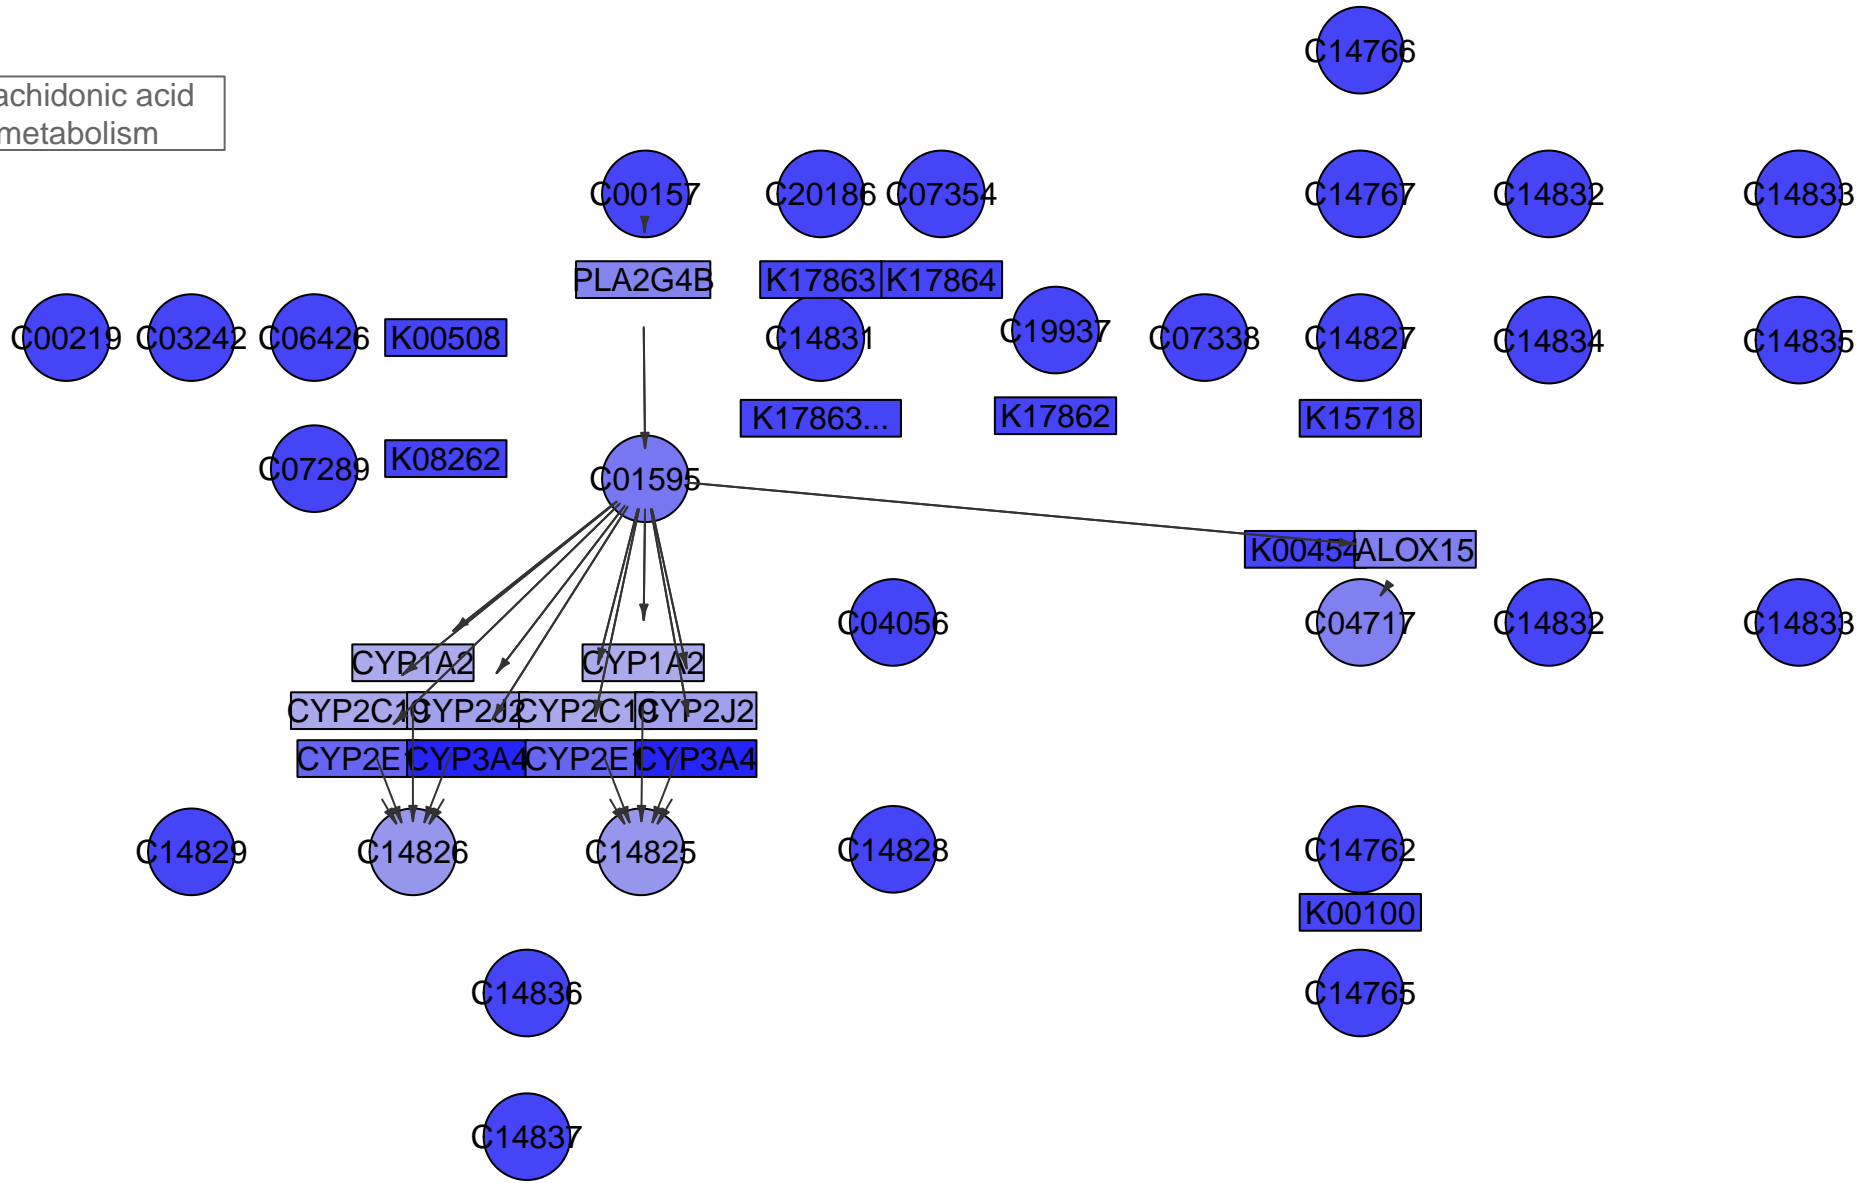 C14766
achidonic acid
metabolism
C00157
C20186
C07354
C14767
C14832
C14833
PLA2G4B
K17863
K17864
C00219
C03242
C06426
K00508
C14831
C19937
C07338
C14827
C14834
C14835
K17863...
K17862
K15718
C07289
K08262
C01595
K00454
ALOX15
C04056
C04717
C14832
C14833
CYP1A2
CYP1A2
CYP2C19
CYP2J2
CYP2C19
CYP2J2
CYP2E1
CYP3A4
CYP2E1
CYP3A4
C14829
C14826
C14825
C14828
C14762
K00100
C14836
C14765
C14837